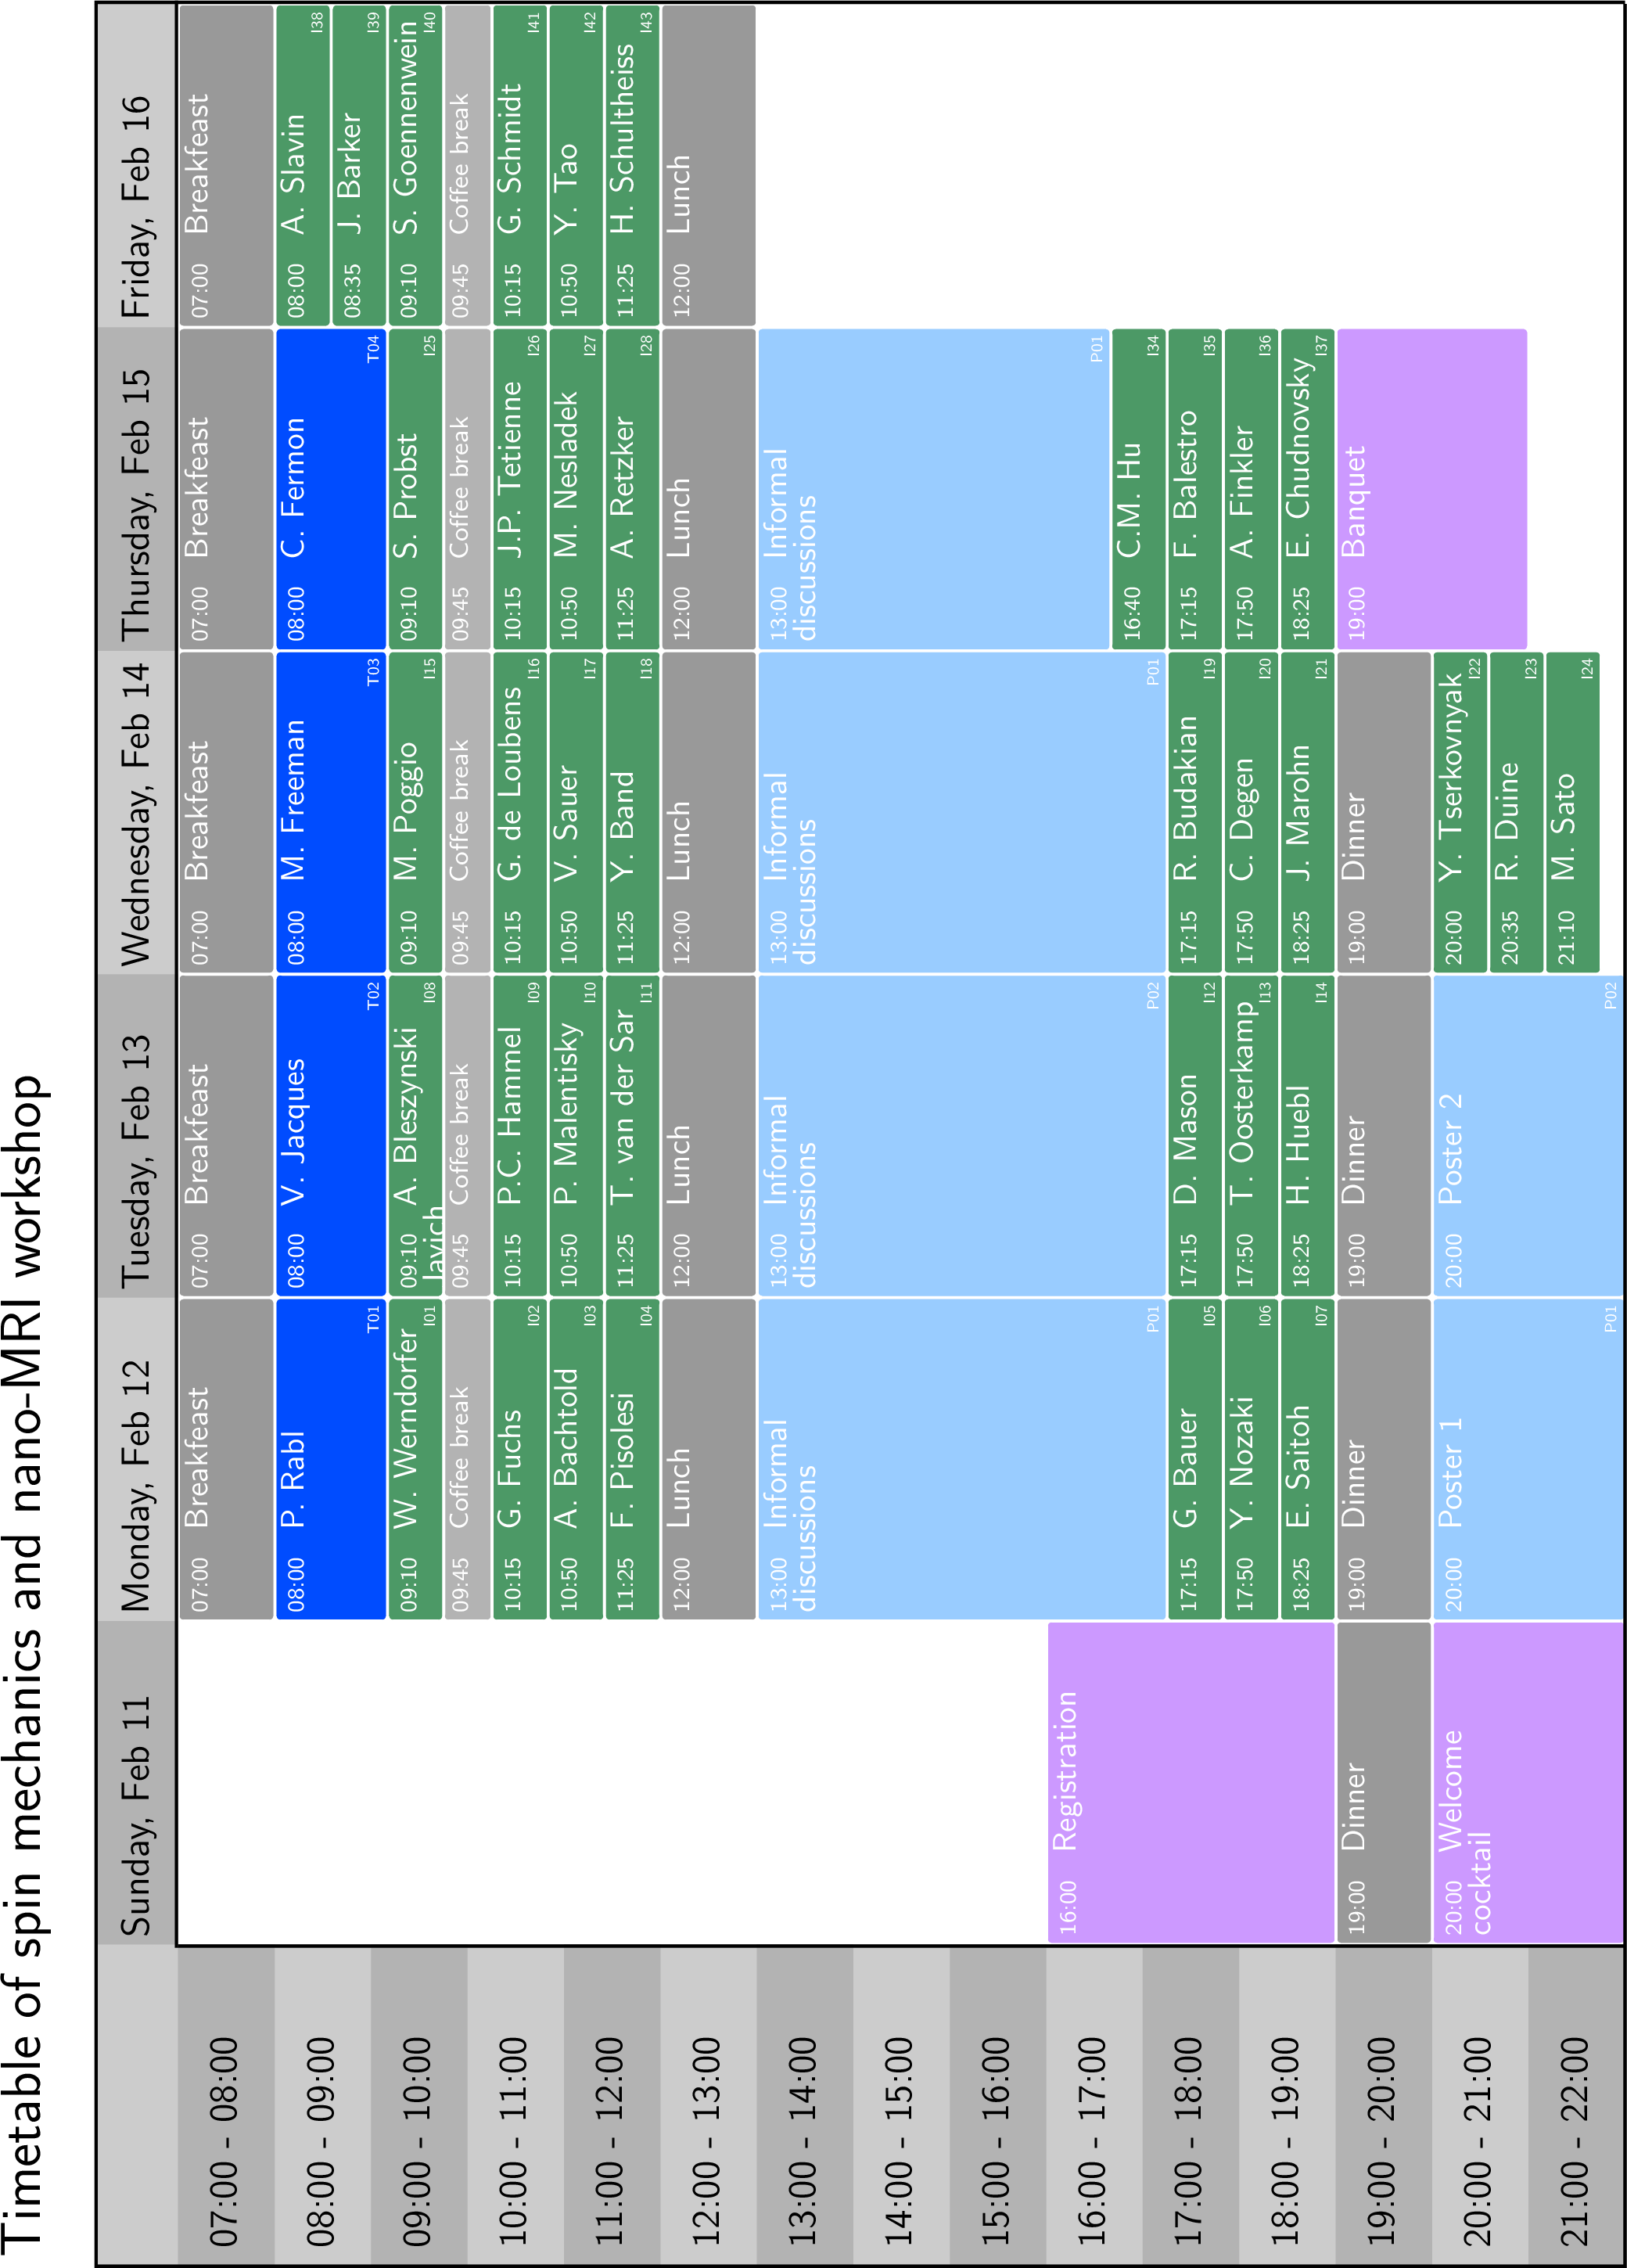 Timetable of spin mechanics and nano-MRI workshop
Sunday, Feb 11
Monday, Feb 12
Tuesday, Feb 13
Wednesday, Feb 14
Thursday, Feb 15
Friday, Feb 16
07:00 - 08:00
08:00 - 09:00
09:00 - 10:00
10:00 - 11:00
11:00 - 12:00
12:00 - 13:00
13:00 - 14:00
14:00 - 15:00
15:00 - 16:00
16:00 - 17:00
17:00 - 18:00
18:00 - 19:00
19:00 - 20:00
20:00 - 21:00
21:00 - 22:00
16:00 Registration
19:00 Dinner
20:00 Welcome
cocktail
07:00 Breakfeast
08:00 P. Rabl
T01
09:10 W. Werndorfer
I01
09:45 Coffee break
10:15 G. Fuchs
I02
10:50 A. Bachtold
I03
11:25 F. Pisolesi
I04
12:00 Lunch
13:00 Informal
discussions
P01
17:15 G. Bauer
I05
17:50 Y. Nozaki
I06
18:25 E. Saitoh
I07
19:00 Dinner
20:00 Poster 1
P01
07:00 Breakfeast
08:00 V. Jacques
T02
09:10 A. Bleszynski
Javich
I08
09:45 Coffee break
10:15 P.C. Hammel
I09
10:50 P. Malentisky
I10
11:25 T. van der Sar
I11
12:00 Lunch
13:00 Informal
discussions
P02
17:15 D. Mason
I12
17:50 T. Oosterkamp
I13
18:25 H. Huebl
I14
19:00 Dinner
20:00 Poster 2
P02
07:00 Breakfeast
08:00 M. Freeman
T03
09:10 M. Poggio
I15
09:45 Coffee break
10:15 G. de Loubens
I16
10:50 V. Sauer
I17
11:25 Y. Band
I18
12:00 Lunch
13:00 Informal
discussions
P01
17:15 R. Budakian
I19
17:50 C. Degen
I20
18:25 J. Marohn
I21
19:00 Dinner
20:00 Y. Tserkovnyak
I22
20:35 R. Duine
I23
21:10 M. Sato
I24
07:00 Breakfeast
08:00 C. Fermon
T04
09:10 S. Probst
I25
09:45 Coffee break
10:15 J.P. Tetienne
I26
10:50 M. Nesladek
I27
11:25 A. Retzker
I28
12:00 Lunch
13:00 Informal
discussions
P01
16:40 C.M. Hu
I34
17:15 F. Balestro
I35
17:50 A. Finkler
I36
18:25 E. Chudnovsky
I37
19:00 Banquet
07:00 Breakfeast
08:00 A. Slavin
I38
08:35 J. Barker
I39
09:10 S. Goennenwein
I40
09:45 Coffee break
10:15 G. Schmidt
I41
10:50 Y. Tao
I42
11:25 H. Schultheiss
I43
12:00 Lunch